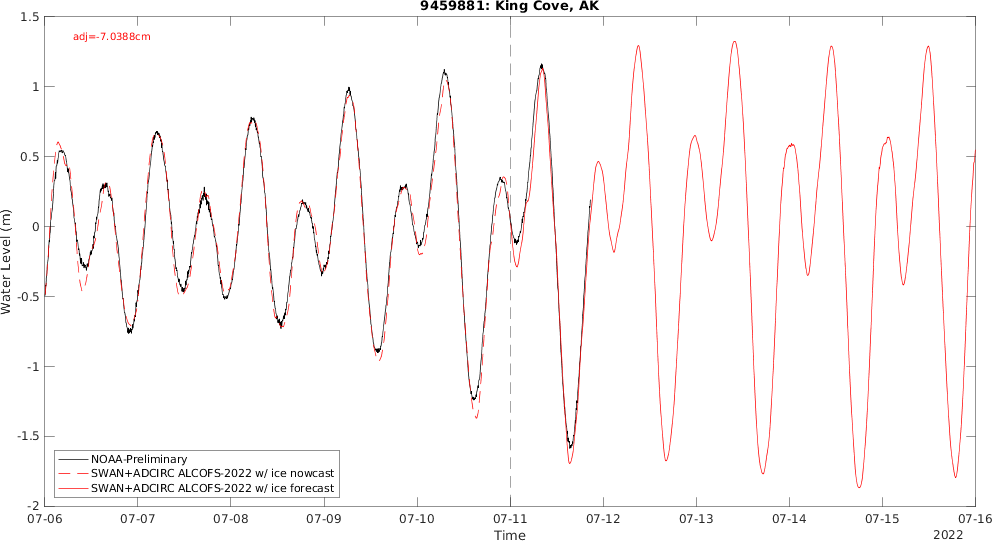 9459881: King Cove, AK
adj=-7.0388cm
1.5
1
0.5
0
-0.5
-1
-1.5
-2
Water Level (m)
NOAA-Preliminary
SWAN+ADCIRC ALCOFS-2022 w/ ice nowcast
SWAN+ADCIRC ALCOFS-2022 w/ ice forecast
07-06 07-07 07-08 07-09 07-10 07-11 07-12 07-13 07-14 07-15 07-16
Time
2022